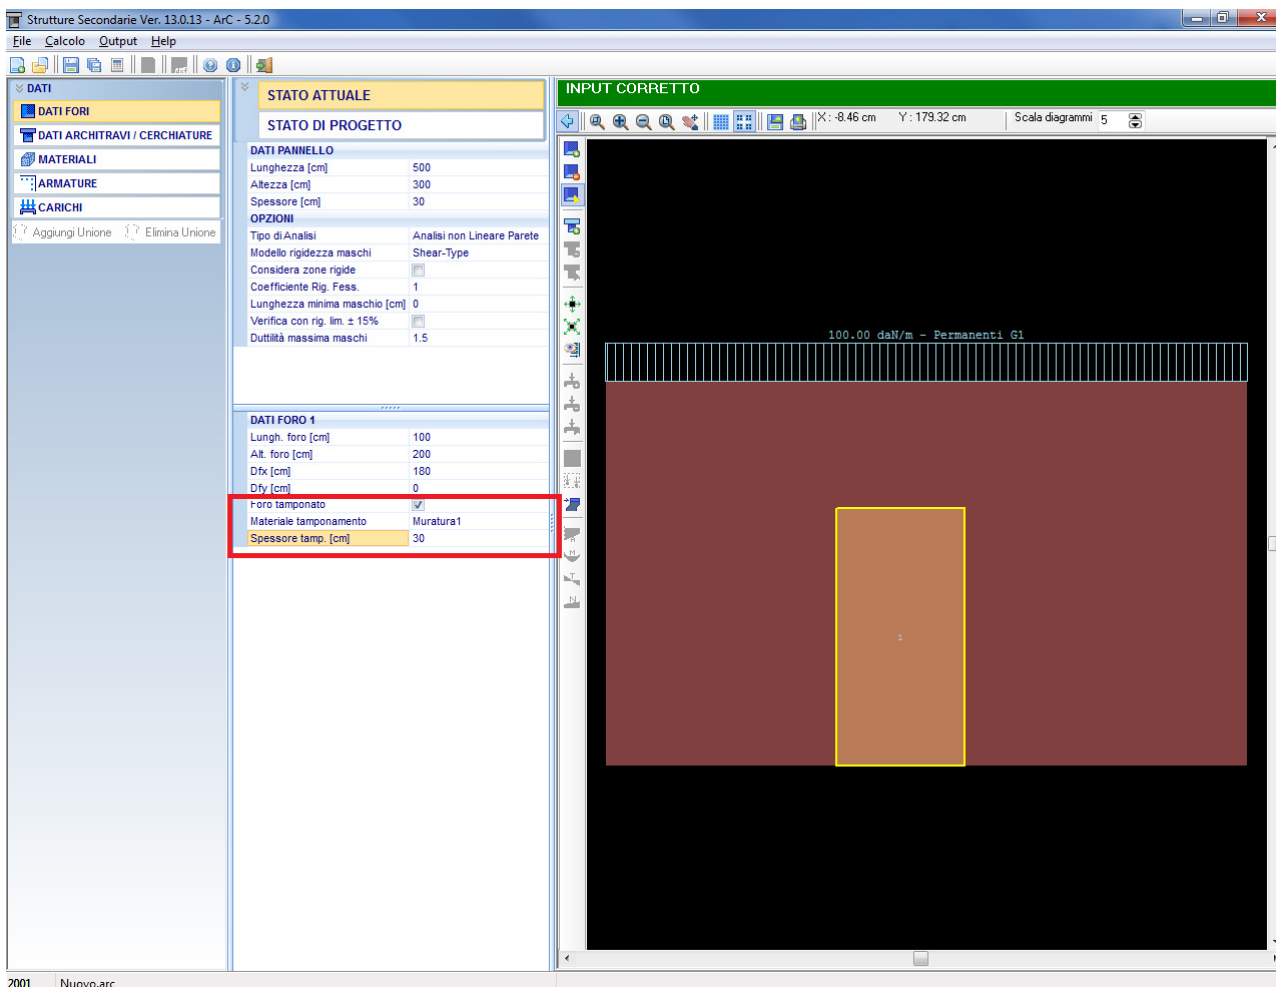 Strutture Secondarie Ver. 13.0.13 - ArC - 5.2.0
File Calcolo Output Help
DATI
DATI FORI
DATI ARCHITRAVI / CERCHIATURE
MATERIALI
ARMATURE
CARICHI
Aggiungi Unione Elimina Unione
STATO ATTUALE
STATO DI PROGETTO
DATI PANNELLO
Lunghezza [cm] 500
Altezza [cm] 300
Spessore [cm] 30
OPZIONI
Tipo di Analisi Analisi non Lineare Parete
Modello rigidezza maschi Shear-Type
Considera zone rigide
Coefficiente Rig. Fess. 1
Lunghezza minima maschio [cm] 0
Verifica con rig. lim. ± 15%
Duttilità massima maschi 1.5
DATI FORO 1
Lungh. foro [cm] 100
Alt. foro [cm] 200
Dfx [cm] 180
Dfy [cm] 0
Foro tamponato
Materiale tamponamento Muratura1
Spessore tamp. [cm] 30
INPUT CORRETTO
X : -8.46 cm Y : 179.32 cm Scala diagrammi 5
100.00 daN/m - Permanenti G1
1
M
T
N
2001 Nuovo.arc